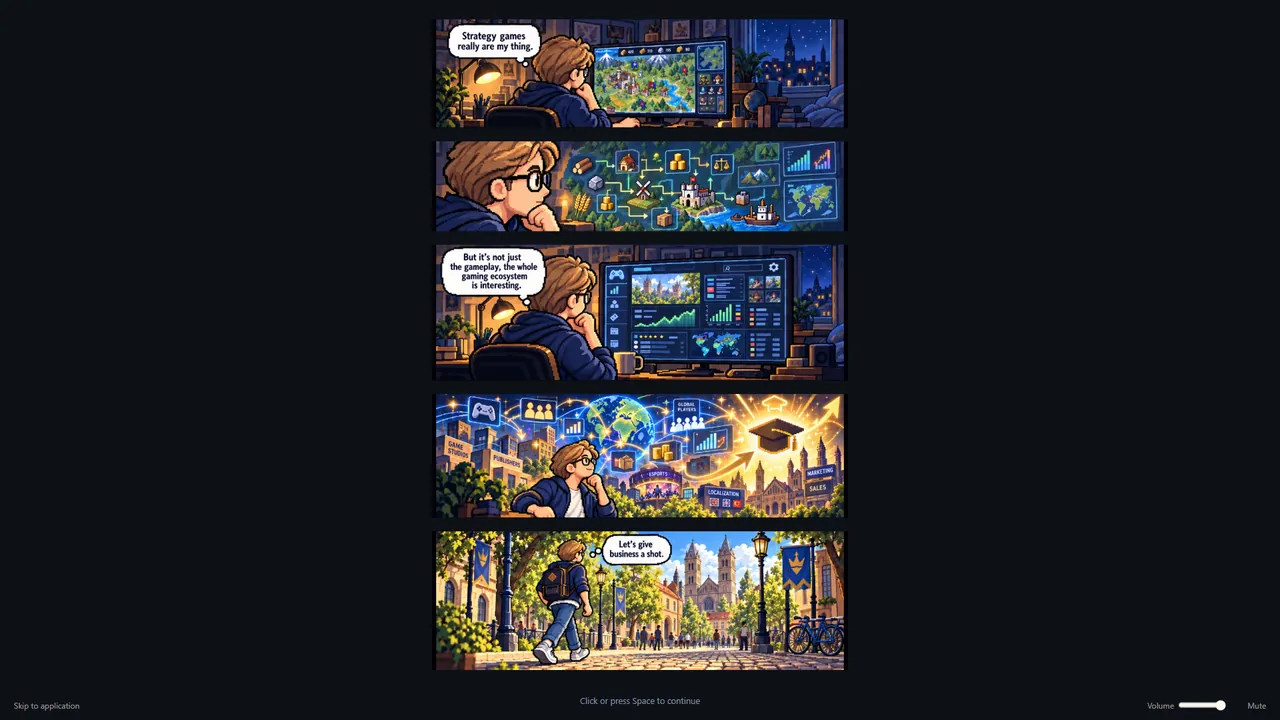 Strategy games
really are my thing.
But it's not just
the gameplay, the whole
gaming ecosystem
is interesting.
GLOBAL
PLAYERS
GAME
STUDIOS
PUBLISHERS
ESPORTS
LOCALIZATION
MARKETING
SALES
Let's give
business a shot.
Click or press Space to continue
Skip to application
Volume
Mute